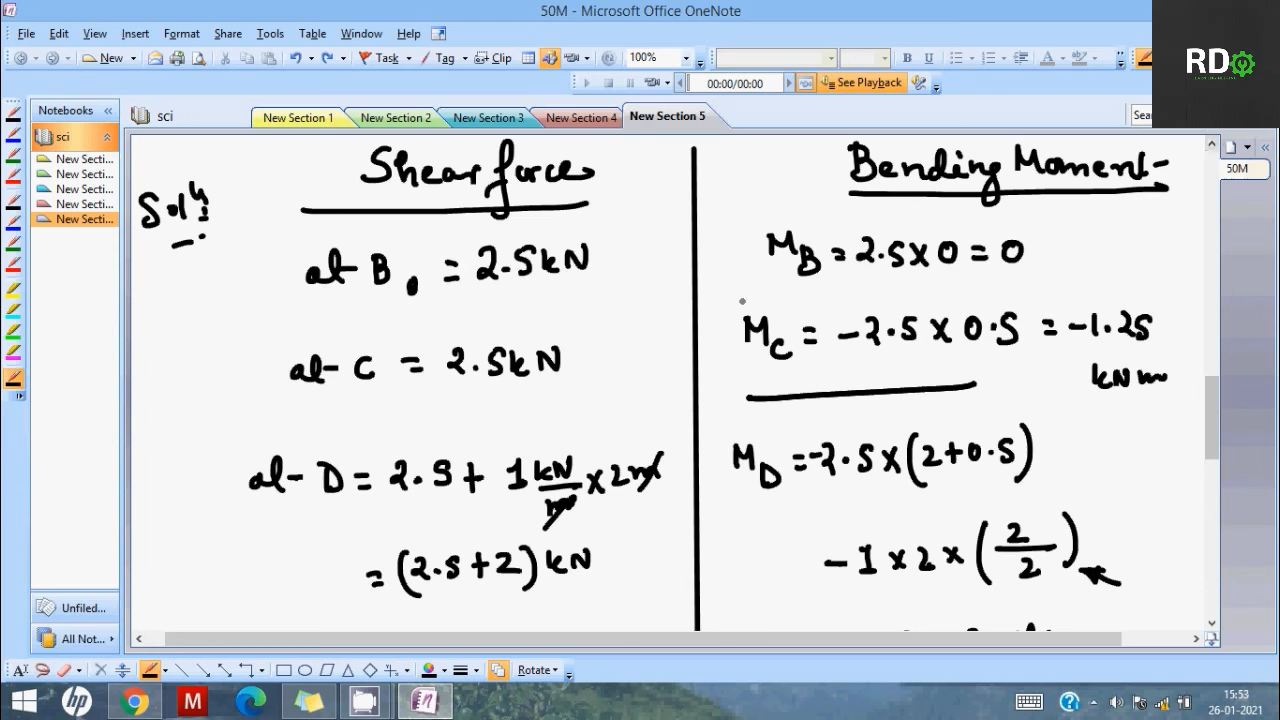 50M - Microsoft Office OneNote
File Edit View Insert Format Share Tools Table Window Help
New Task Tag Clip 100% B U
00:00/00:00 See Playback
RD
Notebooks
sci
New Section 1 New Section 2 New Section 3 New Section 4 New Section 5
Sea
sci
New Secti...
New Secti...
New Secti...
New Secti...
New Secti...
50M
Soln:
Shear force
at B, = 2.5kN
at C = 2.5kN
at D = 2.5 + 1 kN/m × 2m
= (2.5+2) kN
Bending Moment-
MB = 2.5×0 = 0
MC = -2.5 × 0.5 = -1.25
kNm
MD = -2.5×(2+0.5)
-1 × 2 × (2/2)
Unfiled...
All Not...
Rotate
hp M
15:53
26-01-2021